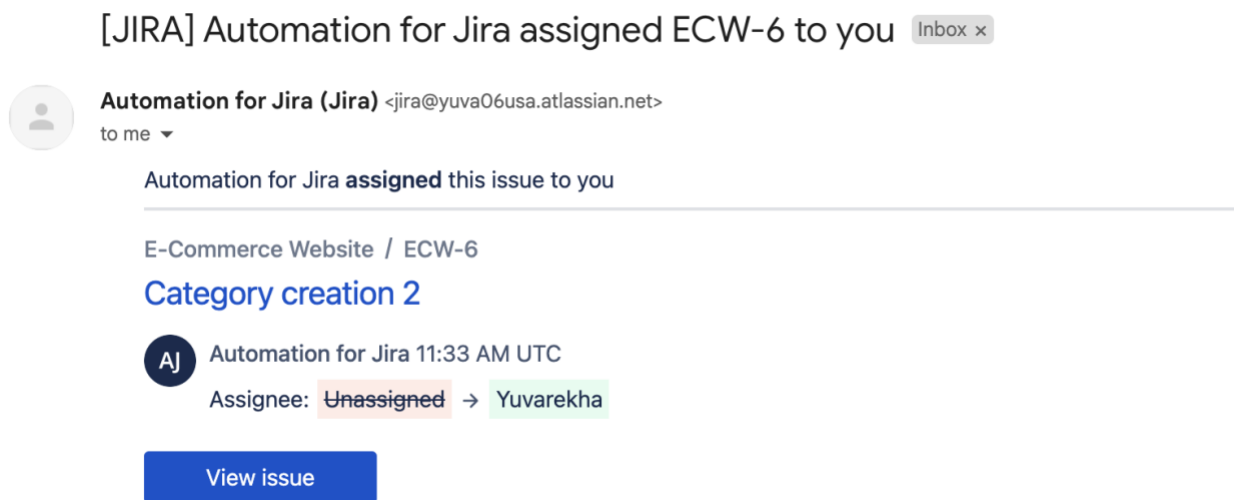 [JIRA] Automation for Jira assigned ECW-6 to you Inbox ×
Automation for Jira (Jira) <jira@yuva06usa.atlassian.net>
to me
Automation for Jira assigned this issue to you
E-Commerce Website / ECW-6
Category creation 2
AJ Automation for Jira 11:33 AM UTC
Assignee: Unassigned → Yuvarekha
View issue